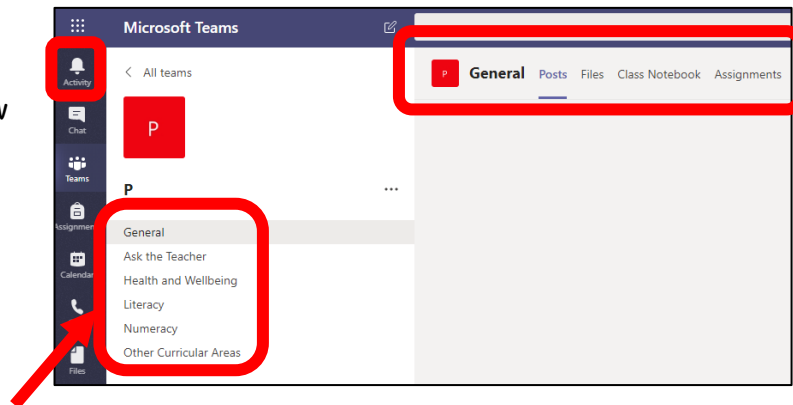 Microsoft Teams
Activity
All teams
P General Posts Files Class Notebook Assignments
Chat
P
Teams
P
General
Ask the Teacher
Calendar
Health and Wellbeing
Literacy
Numeracy
Other Curricular Areas
Files